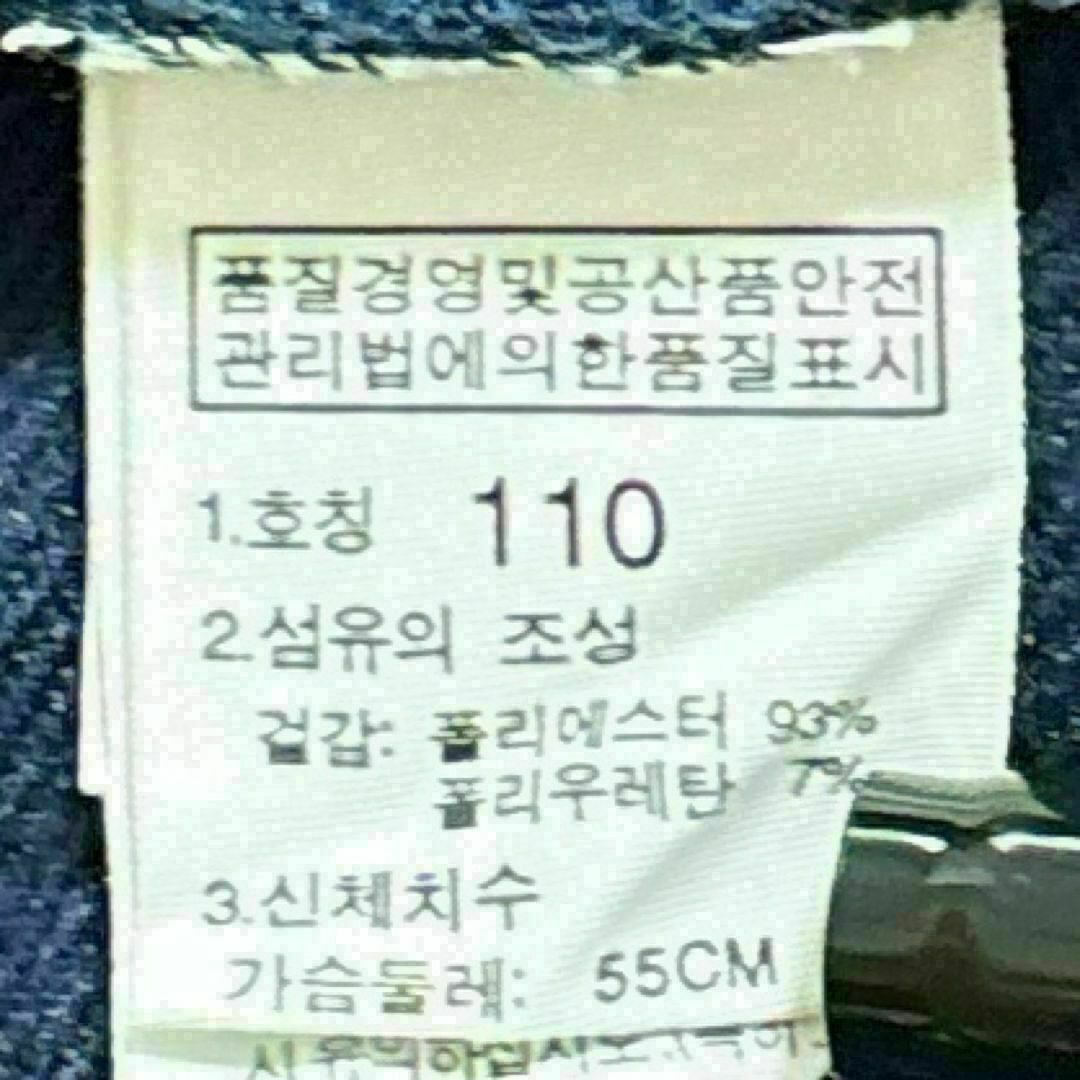 품질경영및공산품안전
관리법에의한품질표시
1.호칭 110
2.섬유의 조성
겉감: 폴리에스터 93%
폴리우레탄 7%
3.신체치수
가슴둘레: 55CM